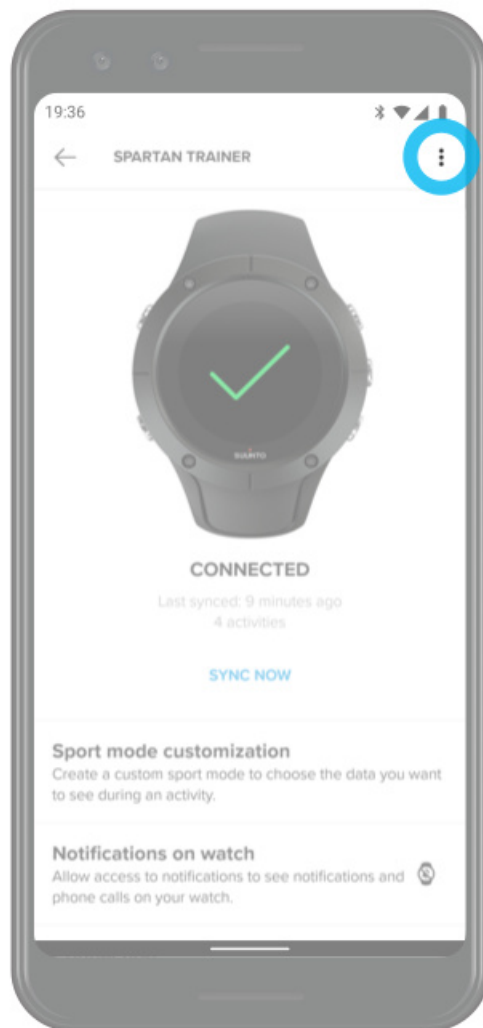 19:36
SPARTAN TRAINER
SUUNTO
CONNECTED
Last synced: 9 minutes ago
4 activities
SYNC NOW
Sport mode customization
Create a custom sport mode to choose the data you want
to see during an activity.
Notifications on watch
Allow access to notifications to see notifications and
phone calls on your watch.